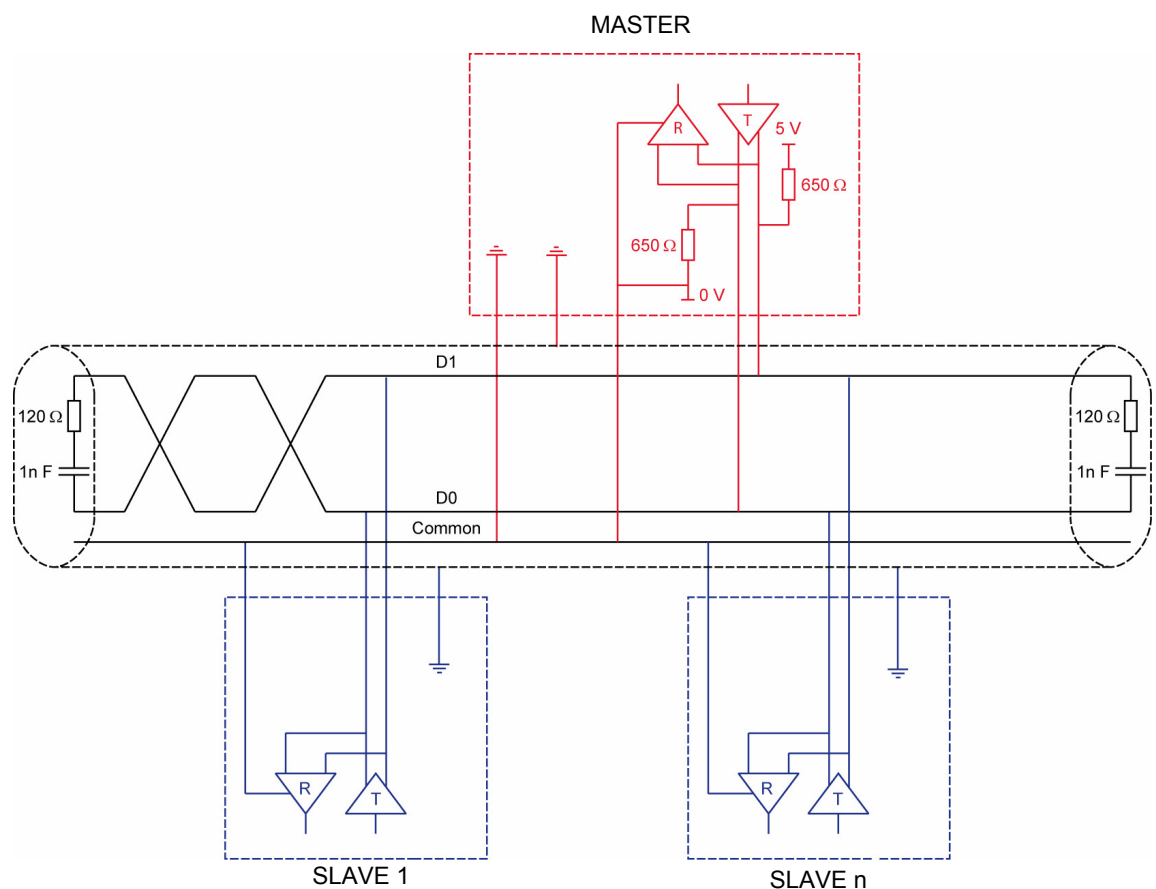 MASTER
R
T
5 V
650 Ω
650 Ω
0 V
D1
120 Ω
1n F
120 Ω
1n F
D0
Common
R
T
R
T
SLAVE 1
SLAVE n